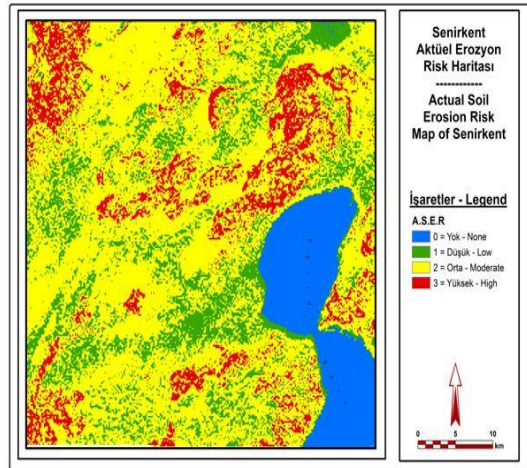 Senirkent
Aktüel Erozyon
Risk Haritası
------------
Actual Soil
Erosion Risk
Map of Senirkent
İşaretler - Legend
A.S.E.R
0 = Yok - None
1 = Düşük - Low
2 = Orta - Moderate
3 = Yüksek - High
0 5 10
km